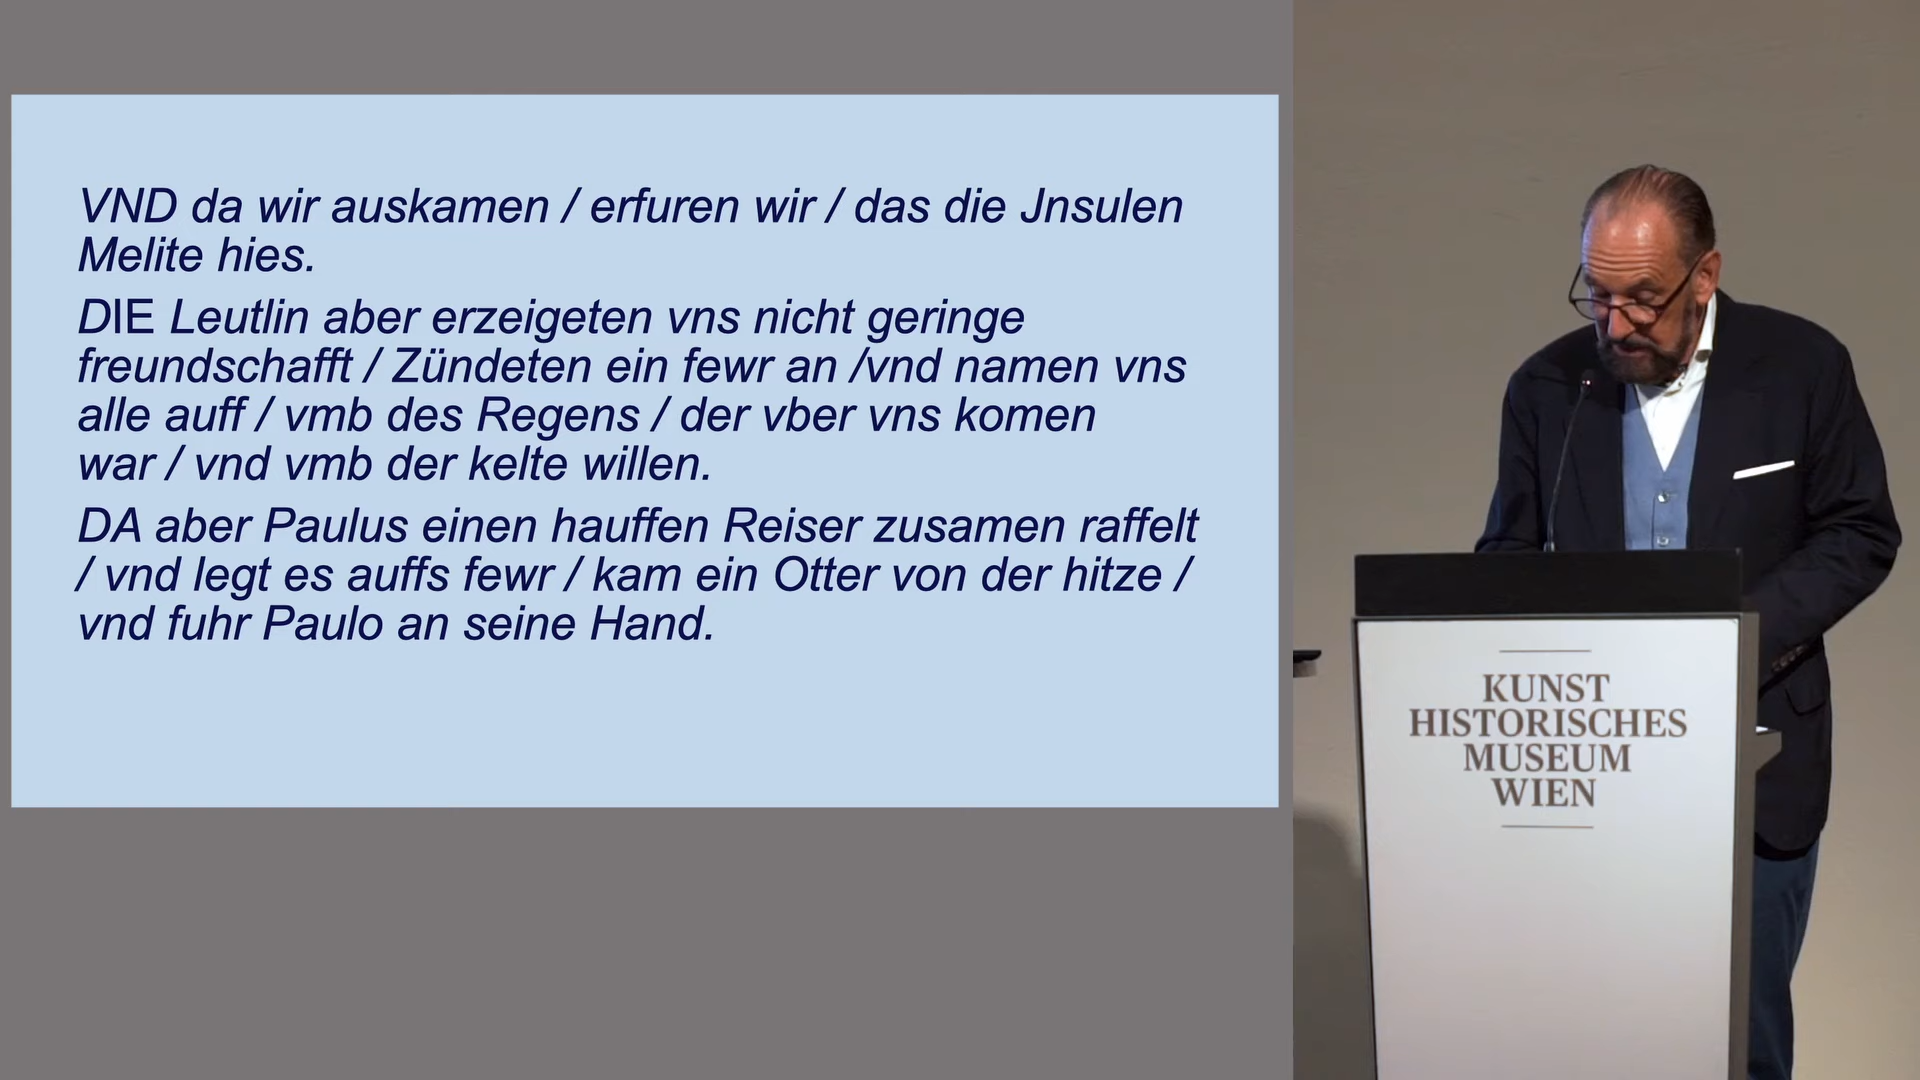 VND da wir auskamen / erfuren wir / das die Jnsulen
Melite hies.
DIE Leutlin aber erzeigeten vns nicht geringe
freundschafft / Zündeten ein fewr an /vnd namen vns
alle auff / vmb des Regens / der vber vns komen
war / vnd vmb der kelte willen.
DA aber Paulus einen hauffen Reiser zusamen raffelt
/ vnd legt es auffs fewr / kam ein Otter von der hitze /
vnd fuhr Paulo an seine Hand.
KUNST
HISTORISCHES
MUSEUM
WIEN